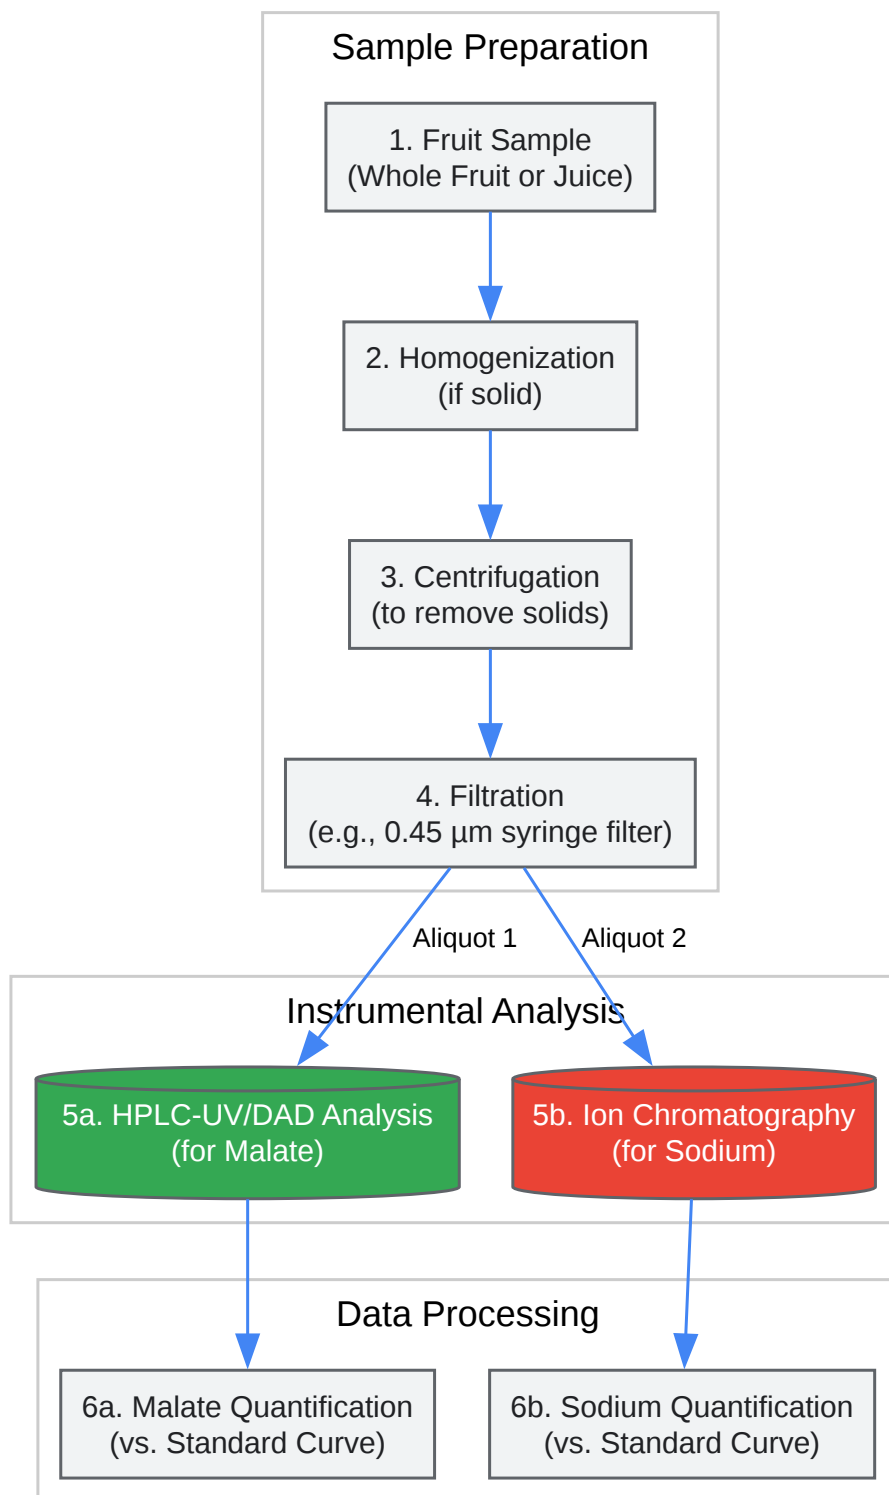 Sample Preparation
1. Fruit Sample
(Whole Fruit or Juice)
2. Homogenization
(if solid)
3. Centrifugation
(to remove solids)
4. Filtration
(e.g., 0.45 µm syringe filter)
Aliquot 1
Aliquot 2
Instrumental Analysis
5a. HPLC-UV/DAD Analysis
(for Malate)
5b. Ion Chromatography
(for Sodium)
Data Processing
6a. Malate Quantification
(vs. Standard Curve)
6b. Sodium Quantification
(vs. Standard Curve)